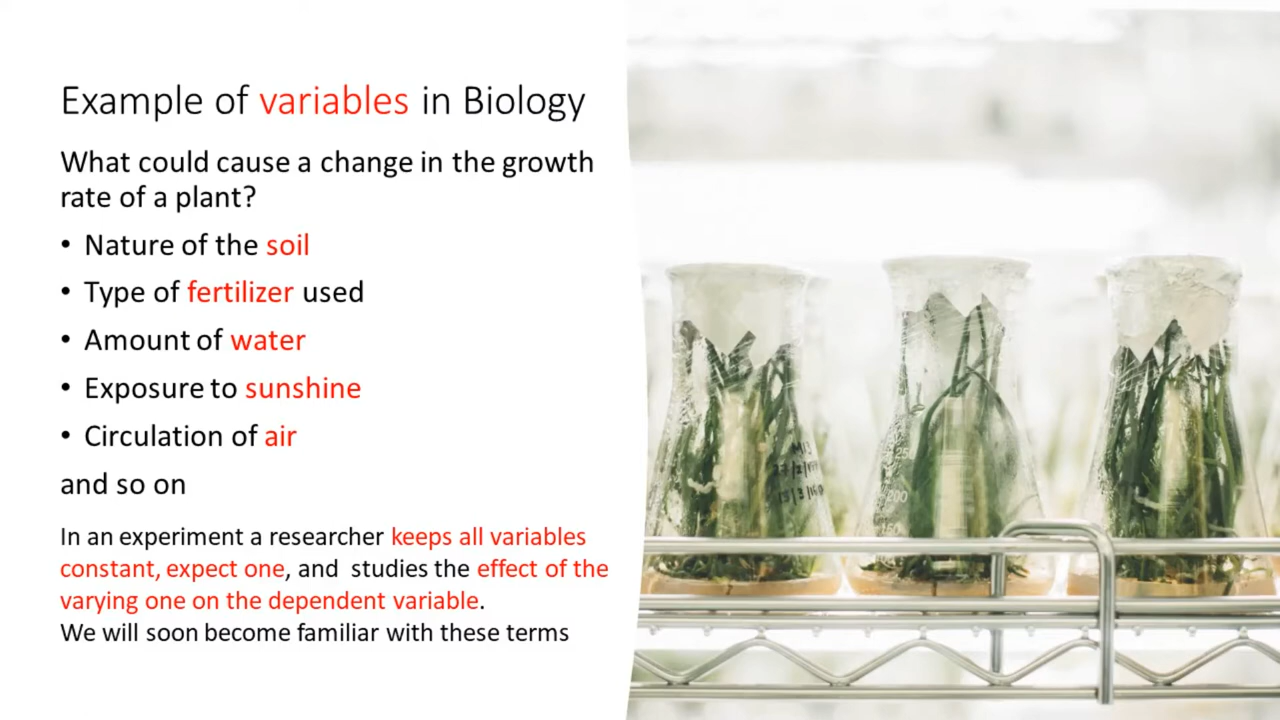 Example of variables in Biology
What could cause a change in the growth
rate of a plant?
• Nature of the soil
• Type of fertilizer used
• Amount of water
• Exposure to sunshine
• Circulation of air
and so on
In an experiment a researcher keeps all variables
constant, expect one, and studies the effect of the
varying one on the dependent variable.
We will soon become familiar with these terms
200